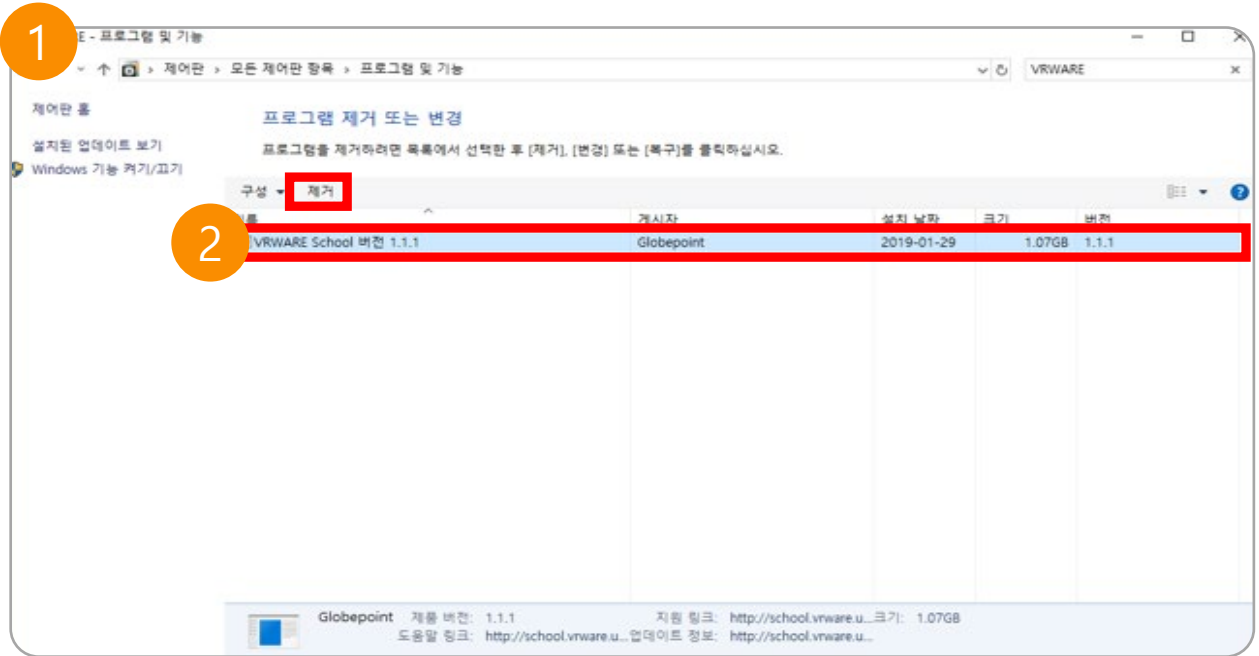 1
E - 프로그램 및 기능
제어판 › 모든 제어판 항목 › 프로그램 및 기능
VRWARE
제어판 홈
설치된 업데이트 보기
Windows 기능 켜기/끄기
프로그램 제거 또는 변경
프로그램을 제거하려면 목록에서 선택한 후 [제거], [변경] 또는 [복구]를 클릭하십시오.
구성 제거
이름 게시자 설치 날짜 크기 버전
2
VRWARE School 버전 1.1.1 Globepoint 2019-01-29 1.07GB 1.1.1
Globepoint 제품 버전: 1.1.1 지원 링크: http://school.vrware.u... 크기: 1.07GB
도움말 링크: http://school.vrware.u... 업데이트 정보: http://school.vrware.u...